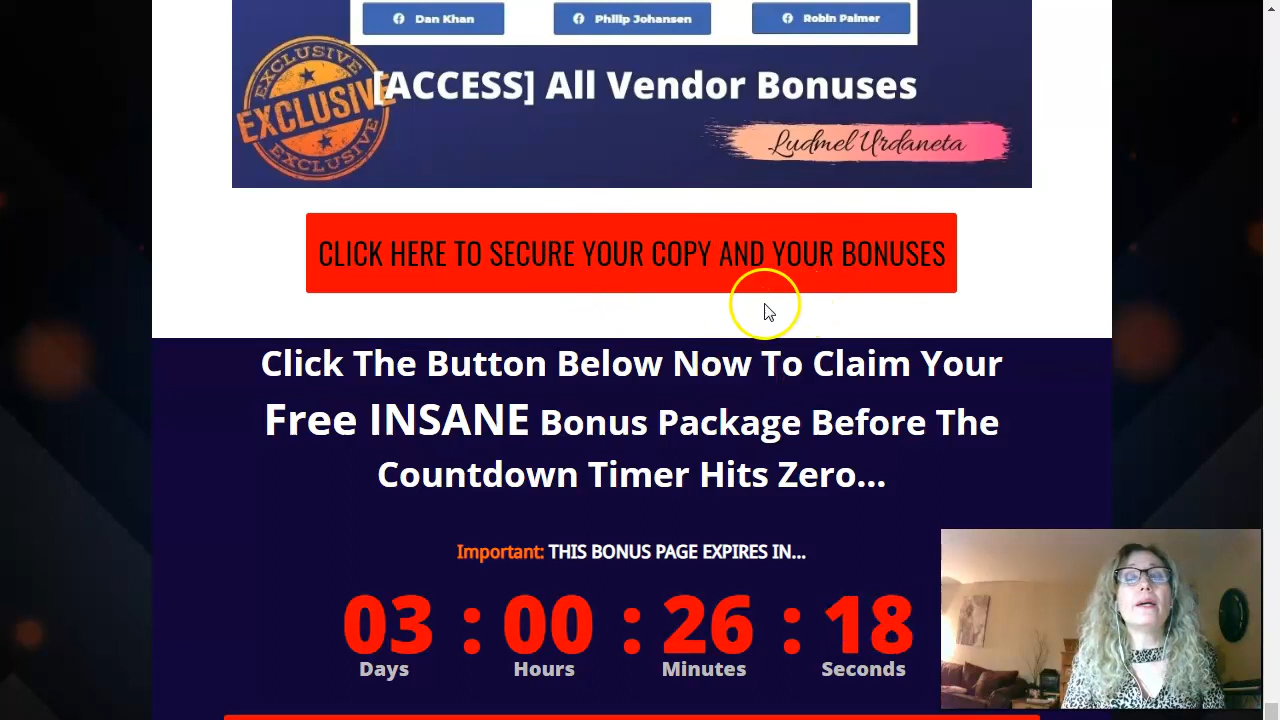 Dan Khan
Philip Johansen
Robin Palmer
EXCLUSIVE
EXCLUSIVE
EXCLUSIVE
[ACCESS] All Vendor Bonuses
Ludmel Urdaneta
CLICK HERE TO SECURE YOUR COPY AND YOUR BONUSES
Click The Button Below Now To Claim Your
Free INSANE Bonus Package Before The
Countdown Timer Hits Zero...
Important: THIS BONUS PAGE EXPIRES IN...
03 : 00 : 26 : 18
Days Hours Minutes Seconds